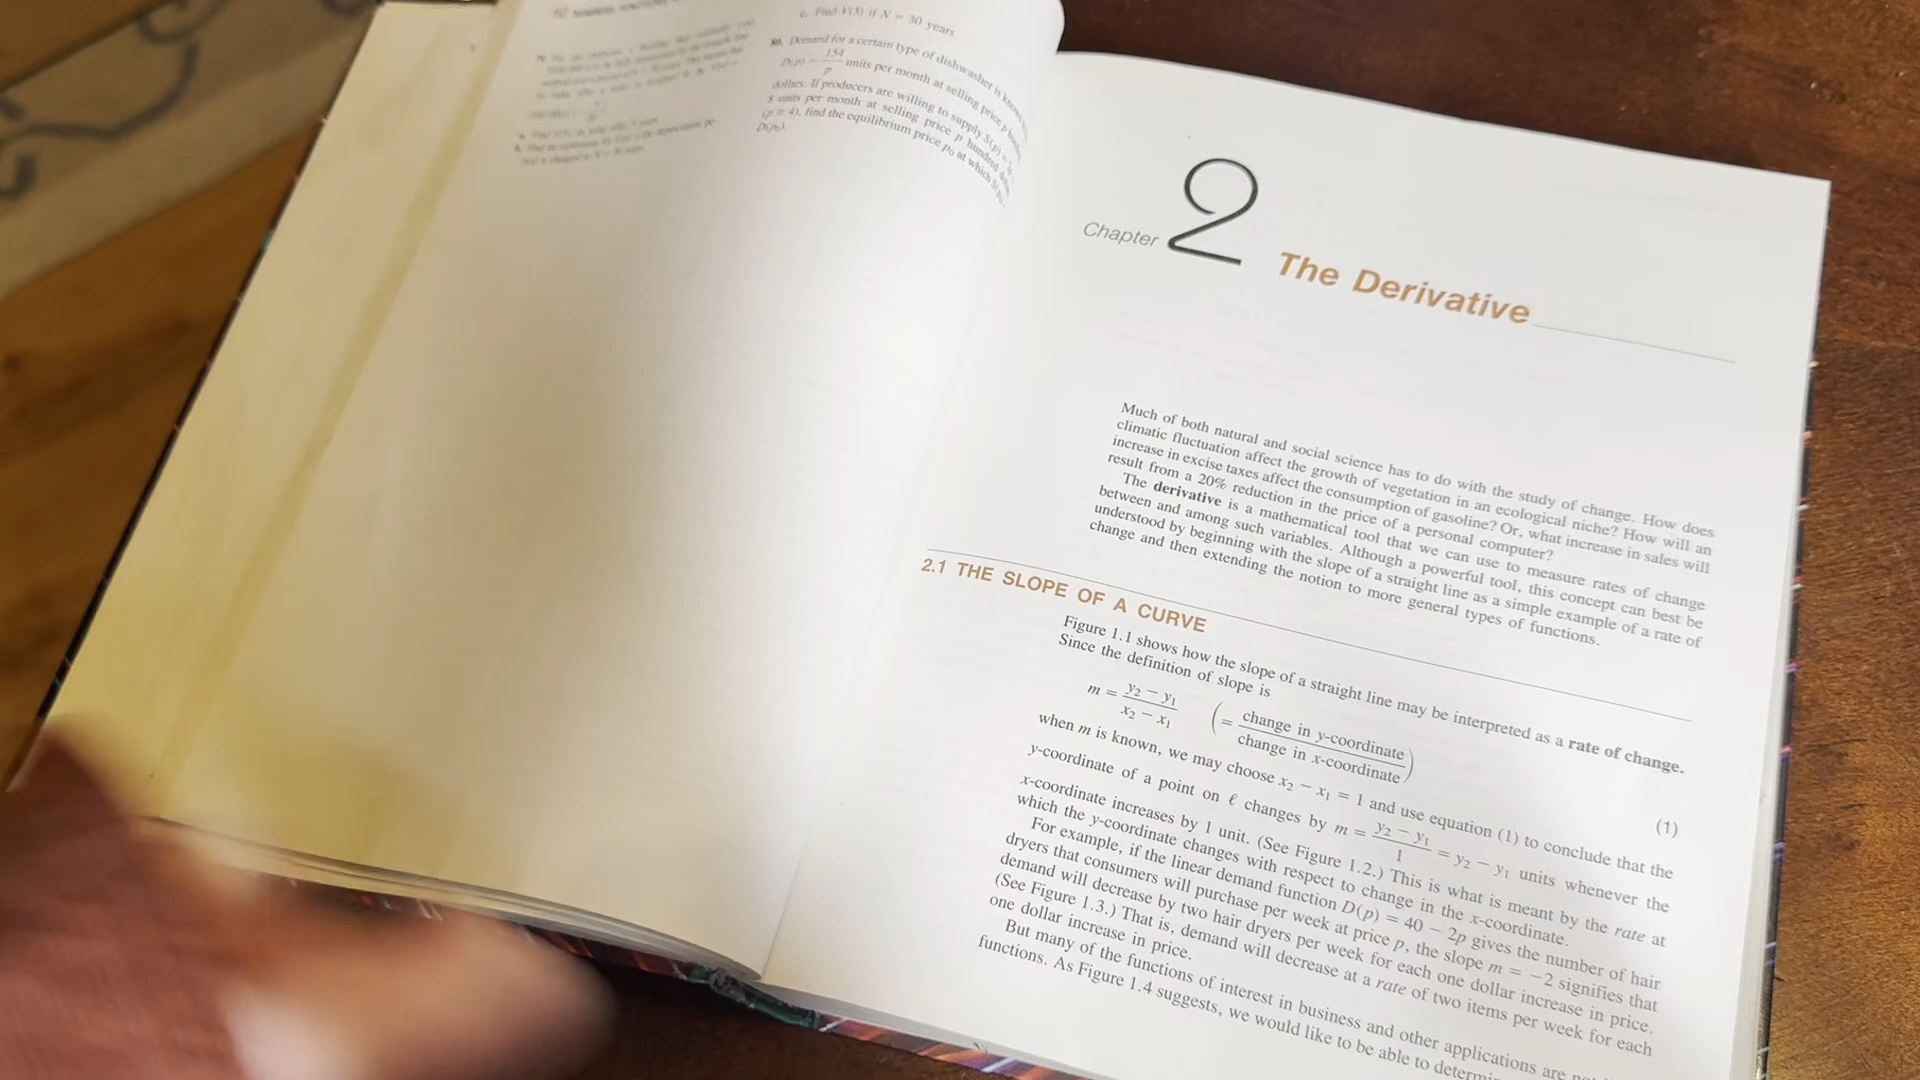 82
c. Find V(5) if N = 30 years
80. Demand for a certain type of dishwasher is
D(p) = 154/p units per month at selling price p
dollars. If producers are willing to supply S(p) =
8 units per month at selling price p hundred
(p ≥ 4), find the equilibrium price p₀ at which
D(p₀)
Chapter 2 The Derivative
Much of both natural and social science has to do with the study of change. How does
climatic fluctuation affect the growth of vegetation in an ecological niche? How will an
increase in excise taxes affect the consumption of gasoline? Or, what increase in sales will
result from a 20% reduction in the price of a personal computer?
The derivative is a mathematical tool that we can use to measure rates of change
between and among such variables. Although a powerful tool, this concept can best be
understood by beginning with the slope of a straight line as a simple example of a rate of
change and then extending the notion to more general types of functions.
2.1 THE SLOPE OF A CURVE
Figure 1.1 shows how the slope of a straight line may be interpreted as a rate of change.
Since the definition of slope is
m = (y₂ − y₁)/(x₂ − x₁) (= change in y-coordinate/change in x-coordinate) (1)
when m is known, we may choose x₂ − x₁ = 1 and use equation (1) to conclude that the
y-coordinate of a point on ℓ changes by m = (y₂ − y₁)/1 = y₂ − y₁ units whenever the
x-coordinate increases by 1 unit. (See Figure 1.2.) This is what is meant by the rate at
which the y-coordinate changes with respect to change in the x-coordinate.
For example, if the linear demand function D(p) = 40 − 2p gives the number of hair
dryers that consumers will purchase per week at price p, the slope m = −2 signifies that
demand will decrease by two hair dryers per week for each one dollar increase in price.
(See Figure 1.3.) That is, demand will decrease at a rate of two items per week for each
one dollar increase in price.
But many of the functions of interest in business and other applications are
functions. As Figure 1.4 suggests, we would like to be able to